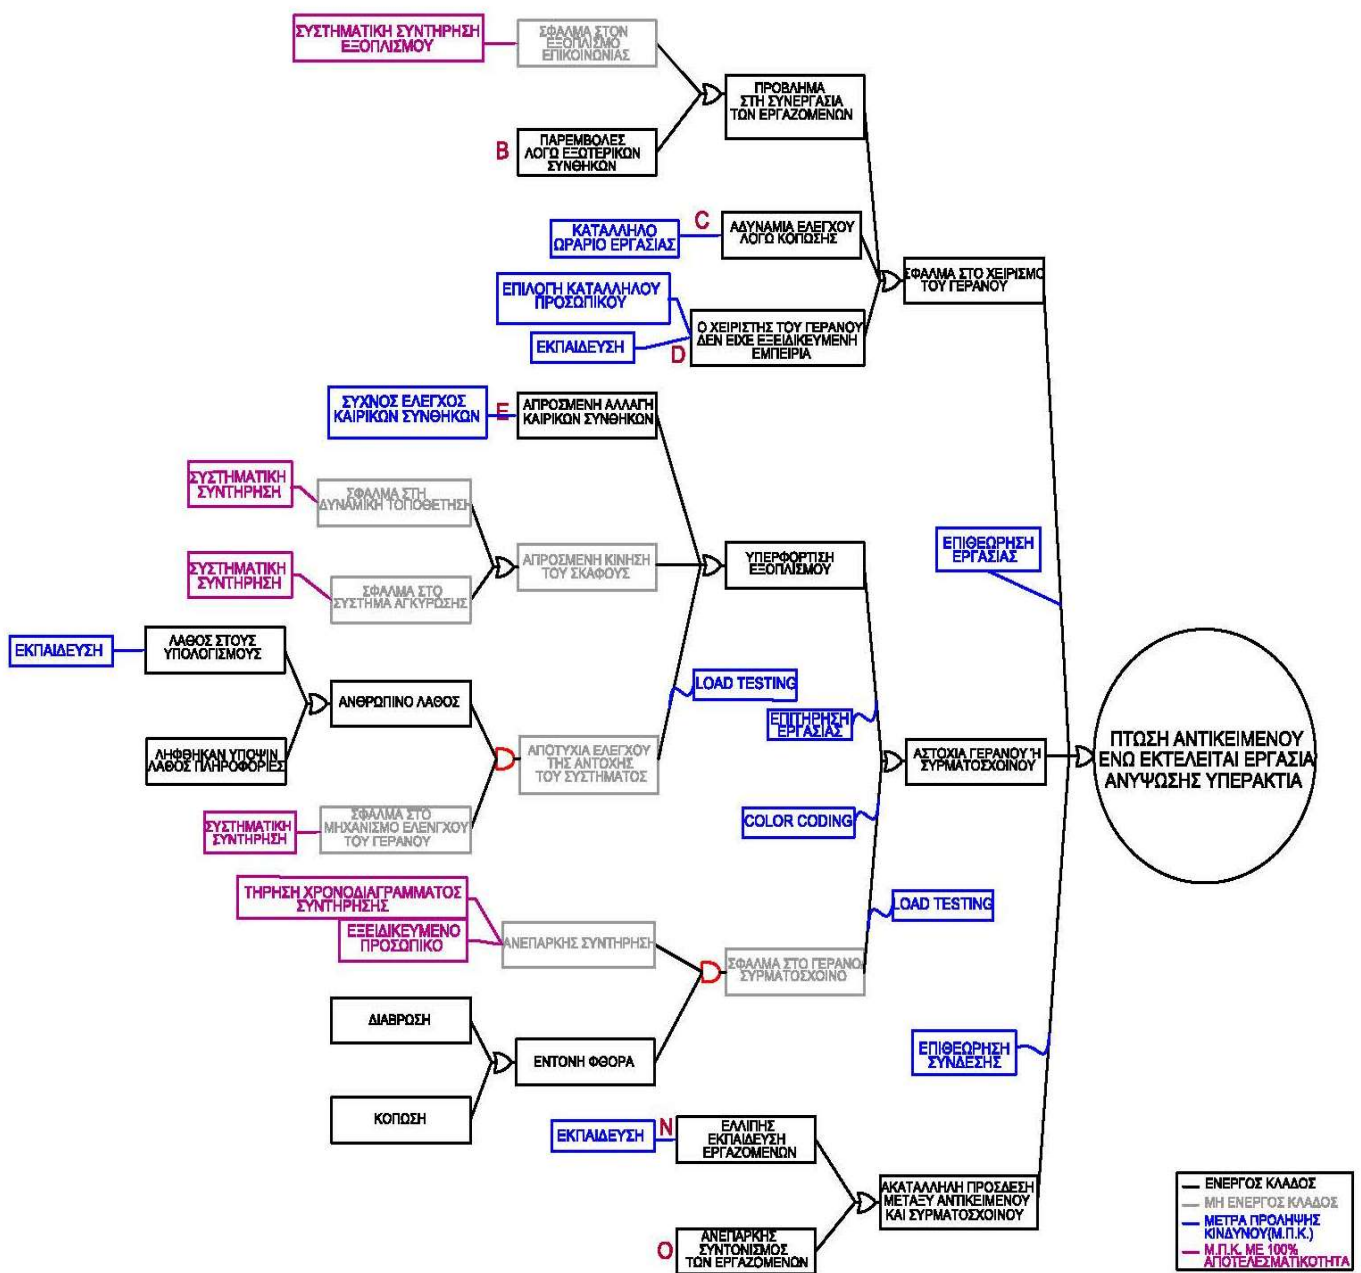 ΣΥΣΤΗΜΑΤΙΚΗ ΣΥΝΤΗΡΗΣΗ
ΕΞΟΠΛΙΣΜΟΥ
ΣΦΑΛΜΑ ΣΤΟΝ
ΕΞΟΠΛΙΣΜΟ
ΕΠΙΚΟΙΝΩΝΙΑΣ
ΠΡΟΒΛΗΜΑ
ΣΤΗ ΣΥΝΕΡΓΑΣΙΑ
ΤΩΝ ΕΡΓΑΖΟΜΕΝΩΝ
B
ΠΑΡΕΜΒΟΛΕΣ
ΛΟΓΩ ΕΞΩΤΕΡΙΚΩΝ
ΣΥΝΘΗΚΩΝ
ΚΑΤΑΛΛΗΛΟ
ΩΡΑΡΙΟ ΕΡΓΑΣΙΑΣ
C
ΑΔΥΝΑΜΙΑ ΕΛΕΓΧΟΥ
ΛΟΓΩ ΚΟΠΩΣΗΣ
ΣΦΑΛΜΑ ΣΤΟ ΧΕΙΡΙΣΜΟ
ΤΟΥ ΓΕΡΑΝΟΥ
ΕΠΙΛΟΓΗ ΚΑΤΑΛΛΗΛΟΥ
ΠΡΟΣΩΠΙΚΟΥ
ΕΚΠΑΙΔΕΥΣΗ
D
Ο ΧΕΙΡΙΣΤΗΣ ΤΟΥ ΓΕΡΑΝΟΥ
ΔΕΝ ΕΙΧΕ ΕΞΕΙΔΙΚΕΥΜΕΝΗ
ΕΜΠΕΙΡΙΑ
ΣΥΧΝΟΣ ΕΛΕΓΧΟΣ
ΚΑΙΡΙΚΩΝ ΣΥΝΘΗΚΩΝ
E
ΑΠΡΟΣΜΕΝΗ ΑΛΛΑΓΗ
ΚΑΙΡΙΚΩΝ ΣΥΝΘΗΚΩΝ
ΣΥΣΤΗΜΑΤΙΚΗ
ΣΥΝΤΗΡΗΣΗ
ΣΦΑΛΜΑ ΣΤΗ
ΔΥΝΑΜΙΚΗ ΤΟΠΟΘΕΤΗΣΗ
ΣΥΣΤΗΜΑΤΙΚΗ
ΣΥΝΤΗΡΗΣΗ
ΣΦΑΛΜΑ ΣΤΟ
ΣΥΣΤΗΜΑ ΑΓΚΥΡΩΣΗΣ
ΑΠΡΟΣΜΕΝΗ ΚΙΝΗΣΗ
ΤΟΥ ΣΚΑΦΟΥΣ
ΥΠΕΡΦΟΡΤΙΣΗ
ΕΞΟΠΛΙΣΜΟΥ
ΕΠΙΘΕΩΡΗΣΗ
ΕΡΓΑΣΙΑΣ
ΕΚΠΑΙΔΕΥΣΗ
ΛΑΘΟΣ ΣΤΟΥΣ
ΥΠΟΛΟΓΙΣΜΟΥΣ
ΑΝΘΡΩΠΙΝΟ ΛΑΘΟΣ
ΛΗΦΘΗΚΑΝ ΥΠΟΨΙΝ
ΛΑΘΟΣ ΠΛΗΡΟΦΟΡΙΕΣ
LOAD TESTING
ΕΠΙΤΗΡΗΣΗ
ΕΡΓΑΣΙΑΣ
ΑΠΟΤΥΧΙΑ ΕΛΕΓΧΟΥ
ΤΗΣ ΑΝΤΟΧΗΣ
ΤΟΥ ΣΥΣΤΗΜΑΤΟΣ
ΑΣΤΟΧΙΑ ΓΕΡΑΝΟΥ Ή
ΣΥΡΜΑΤΟΣΧΟΙΝΟΥ
ΠΤΩΣΗ ΑΝΤΙΚΕΙΜΕΝΟΥ
ΕΝΩ ΕΚΤΕΛΕΙΤΑΙ ΕΡΓΑΣΙΑ
ΑΝΥΨΩΣΗΣ ΥΠΕΡΑΚΤΙΑ
ΣΥΣΤΗΜΑΤΙΚΗ
ΣΥΝΤΗΡΗΣΗ
ΣΦΑΛΜΑ ΣΤΟ
ΜΗΧΑΝΙΣΜΟ ΕΛΕΝΓΧΟΥ
ΤΟΥ ΓΕΡΑΝΟΥ
COLOR CODING
ΤΗΡΗΣΗ ΧΡΟΝΟΔΙΑΓΡΑΜΜΑΤΟΣ
ΣΥΝΤΗΡΗΣΗΣ
ΕΞΕΙΔΙΚΕΥΜΕΝΟ
ΠΡΟΣΩΠΙΚΟ
ΑΝΕΠΑΡΚΗΣ ΣΥΝΤΗΡΗΣΗ
LOAD TESTING
ΣΦΑΛΜΑ ΣΤΟ ΓΕΡΑΝΟ/
ΣΥΡΜΑΤΟΣΧΟΙΝΟ
ΔΙΑΒΡΩΣΗ
ΕΝΤΟΝΗ ΦΘΟΡΑ
ΚΟΠΩΣΗ
ΕΠΙΘΕΩΡΗΣΗ
ΣΥΝΔΕΣΗΣ
ΕΚΠΑΙΔΕΥΣΗ
N
ΕΛΛΙΠΗΣ
ΕΚΠΑΙΔΕΥΣΗ
ΕΡΓΑΖΟΜΕΝΩΝ
ΑΚΑΤΑΛΛΗΛΗ ΠΡΟΣΔΕΣΗ
ΜΕΤΑΞΥ ΑΝΤΙΚΕΙΜΕΝΟΥ
ΚΑΙ ΣΥΡΜΑΤΟΣΧΟΙΝΟΥ
O
ΑΝΕΠΑΡΚΗΣ
ΣΥΝΤΟΝΙΣΜΟΣ
ΤΩΝ ΕΡΓΑΖΟΜΕΝΩΝ
ΕΝΕΡΓΟΣ ΚΛΑΔΟΣ
ΜΗ ΕΝΕΡΓΟΣ ΚΛΑΔΟΣ
ΜΕΤΡΑ ΠΡΟΛΗΨΗΣ
ΚΙΝΔΥΝΟΥ(Μ.Π.Κ.)
Μ.Π.Κ. ΜΕ 100%
ΑΠΟΤΕΛΕΣΜΑΤΙΚΟΤΗΤΑ